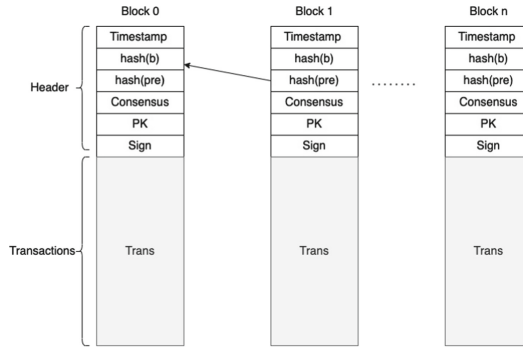 Block 0
Block 1
Block n
Timestamp
Timestamp
Timestamp
hash(b)
hash(b)
hash(b)
Header
hash(pre)
hash(pre)
hash(pre)
Consensus
Consensus
Consensus
PK
PK
PK
Sign
Sign
Sign
Transactions
Trans
Trans
Trans